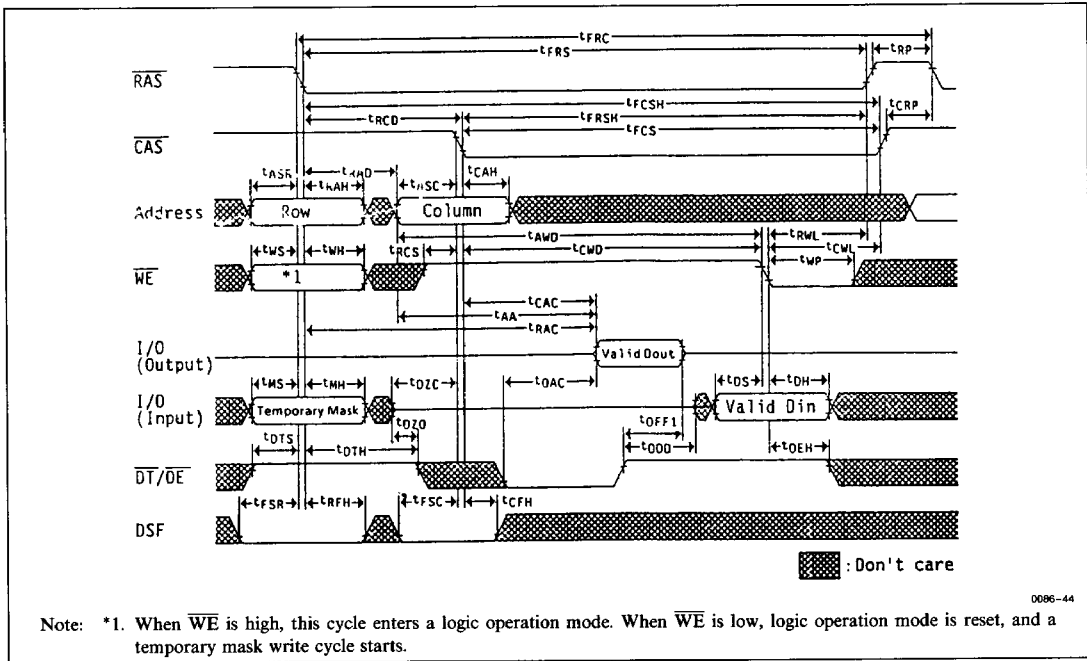 tFRC
tFRS
tRP
RAS
tFCSH
tCRP
tRCD
tFRSH
tFCS
CAS
tASR
tRAD
tRAH
tASC
tCAH
Address
Row
Column
tAWD
tRWL
tWS
tWH
tRCS
tCWD
tCWL
tWP
WE
*1
tCAC
tAA
tRAC
I/O
(Output)
Valid Dout
tMS
tMH
tDZC
tOAC
tDS
tDH
I/O
(Input)
Temporary Mask
Valid Din
tDZO
tOFF1
tDTS
tDTH
tODD
tOEH
DT/OE
tFSR
tRFH
tFSC
tCFH
DSF
: Don't care
0086-44
Note: *1. When WE is high, this cycle enters a logic operation mode. When WE is low, logic operation mode is reset, and a
temporary mask write cycle starts.